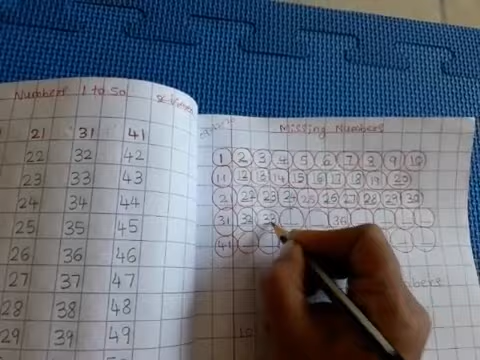 Numbers 1 to 50
21 31 41
22 32 42
23 33 43
24 34 44
25 35 45
26 36 46
27 37 47
28 38 48
29 39 49
Missing Numbers
1 2 3 4 5 6 7 8 9 10
11 12 13 14 15 16 17 18 19 20
21 22 23 24 25 26 27 28 29 30
31 32 33 36
41